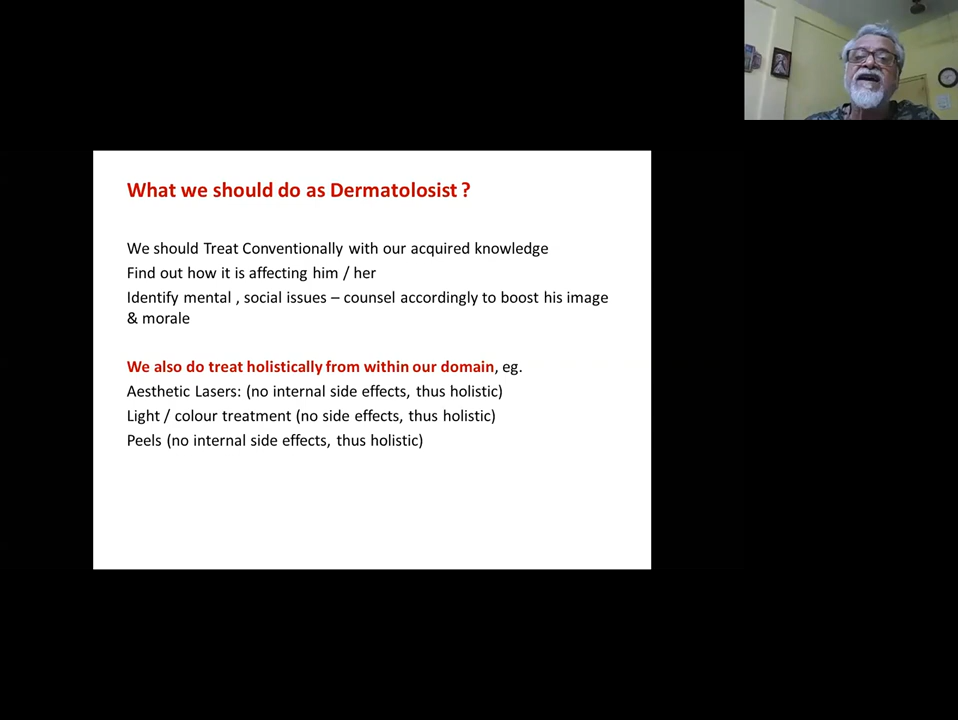 What we should do as Dermatolosist ?
We should Treat Conventionally with our acquired knowledge
Find out how it is affecting him / her
Identify mental , social issues – counsel accordingly to boost his image
& morale
We also do treat holistically from within our domain, eg.
Aesthetic Lasers: (no internal side effects, thus holistic)
Light / colour treatment (no side effects, thus holistic)
Peels (no internal side effects, thus holistic)